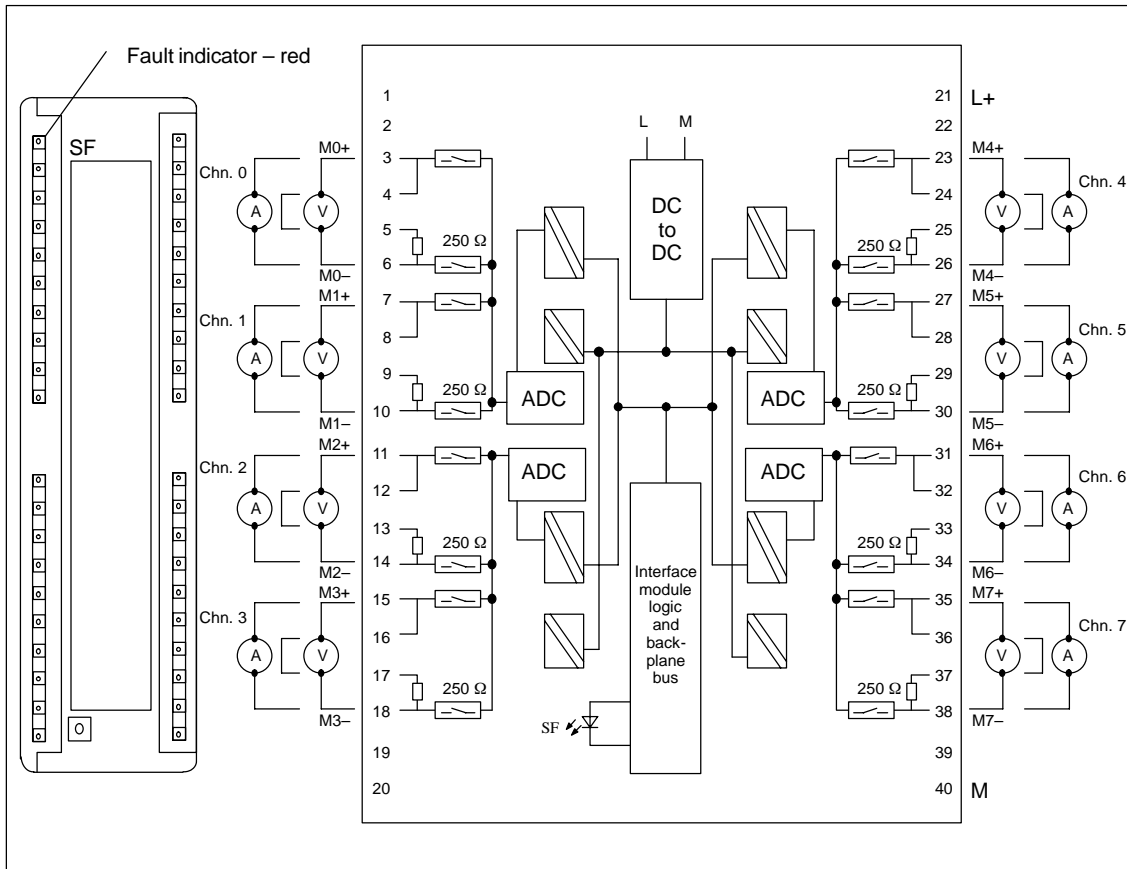 Fault indicator – red
SF
Chn. 0
A
V
M0+
M0–
Chn. 1
A
V
M1+
M1–
Chn. 2
A
V
M2+
M2–
Chn. 3
A
V
M3+
M3–
1
2
3
4
5
250 Ω
6
7
8
9
250 Ω
10
11
12
13
250 Ω
14
15
16
17
250 Ω
18
19
20
ADC
ADC
L M
DC
to
DC
Interface
module
logic
and
back-
plane
bus
SF
ADC
ADC
21 L+
22
23
24
25
250 Ω
26
27
28
29
250 Ω
30
31
32
33
250 Ω
34
35
36
37
250 Ω
38
39
40 M
M4+
M4–
V
A
Chn. 4
M5+
M5–
V
A
Chn. 5
M6+
M6–
V
A
Chn. 6
M7+
M7–
V
A
Chn. 7